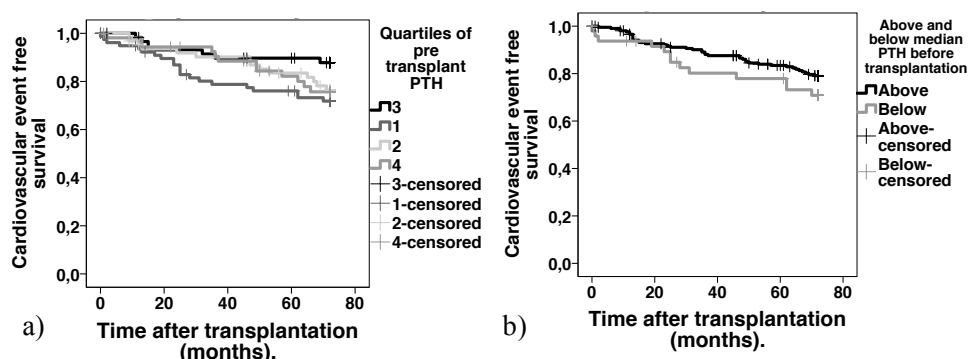 1,0
0,8
0,6
0,4
0,2
0,0
Cardiovascular event free
survival
0 20 40 60 80
Time after transplantation
(months).
a)
Quartiles of
pre
transplant
PTH
3
1
2
4
3-censored
1-censored
2-censored
4-censored
1,0
0,8
0,6
0,4
0,2
0,0
Cardiovascular event free
survival
0 20 40 60 80
Time after transplantation
(months).
b)
Above and
below median
PTH before
transplantation
Above
Below
Above-
censored
Below-
censored